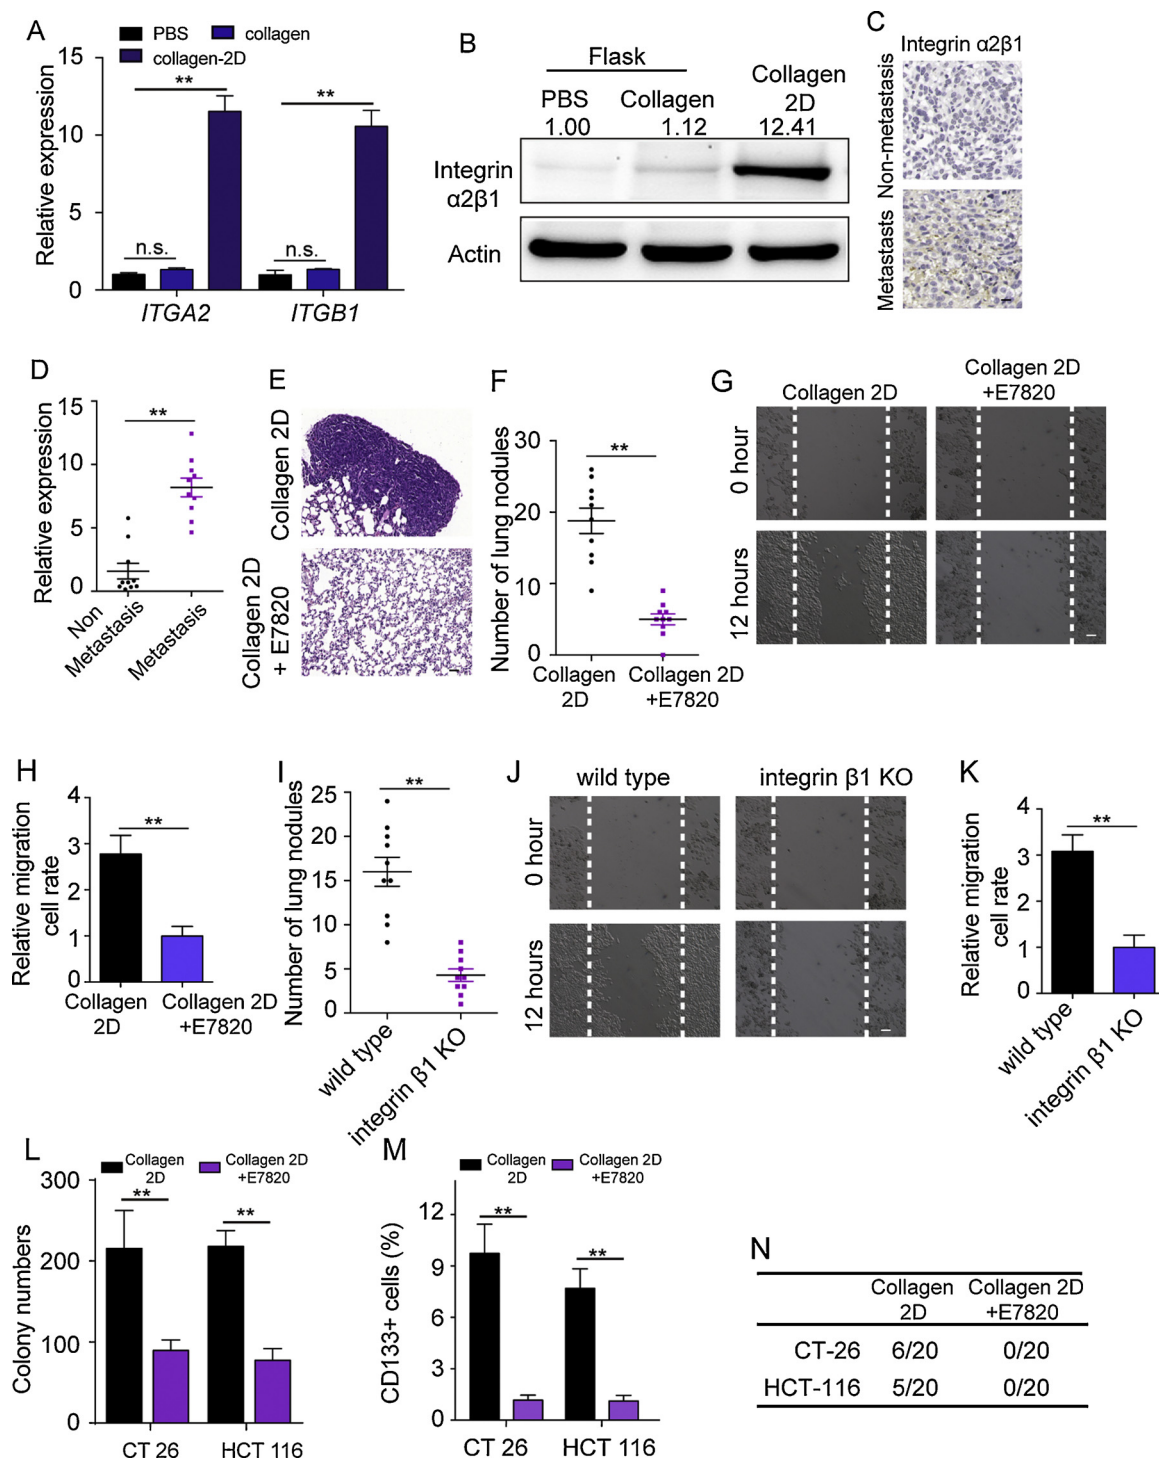 A
PBS
collagen
collagen-2D
Relative expression
15
10
5
0
**
**
n.s.
n.s.
ITGA2
ITGB1
B
Flask
PBS
Collagen
Collagen
2D
1.00
1.12
12.41
Integrin
α2β1
Actin
C
Integrin α2β1
Non-metastasis
Metastasts
D
Relative expression
15
10
5
0
**
Non
Metastasis
Metastasis
E
Collagen 2D
Collagen 2D
+ E7820
F
Number of lung nodules
30
20
10
0
**
Collagen
2D
Collagen 2D
+E7820
G
Collagen 2D
Collagen 2D
+E7820
0 hour
12 hours
H
Relative migration
cell rate
4
3
2
1
0
**
Collagen
2D
Collagen 2D
+E7820
I
Number of lung nodules
25
20
15
10
5
0
**
wild type
integrin β1 KO
J
wild type
integrin β1 KO
0 hour
12 hours
K
Relative migration
cell rate
4
3
2
1
0
**
wild type
integrin β1 KO
L
Collagen
2D
Collagen 2D
+E7820
Colony numbers
300
200
100
0
**
**
CT 26
HCT 116
M
Collagen
2D
Collagen 2D
+E7820
CD133+ cells (%)
12
9
6
3
0
**
**
CT 26
HCT 116
N
Collagen
2D
Collagen 2D
+E7820
CT-26 6/20 0/20
HCT-116 5/20 0/20